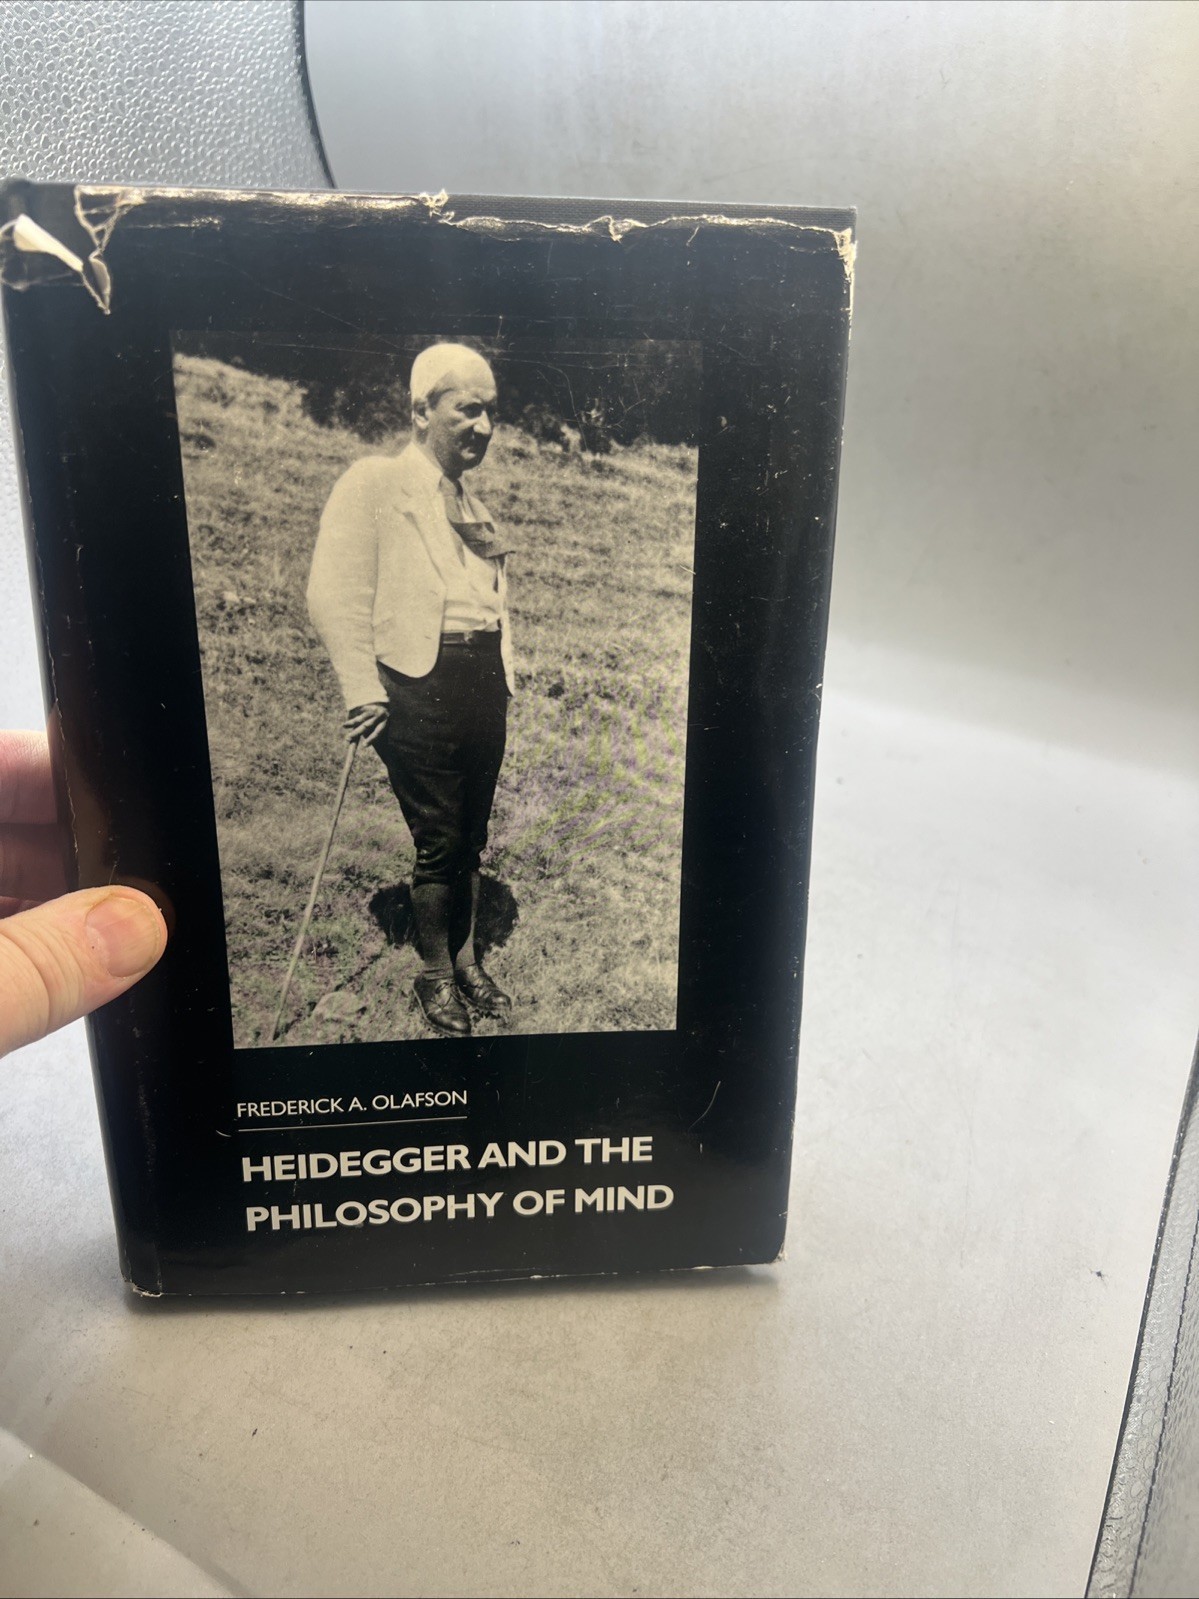 FREDERICK A. OLAFSON
HEIDEGGER AND THE
PHILOSOPHY OF MIND